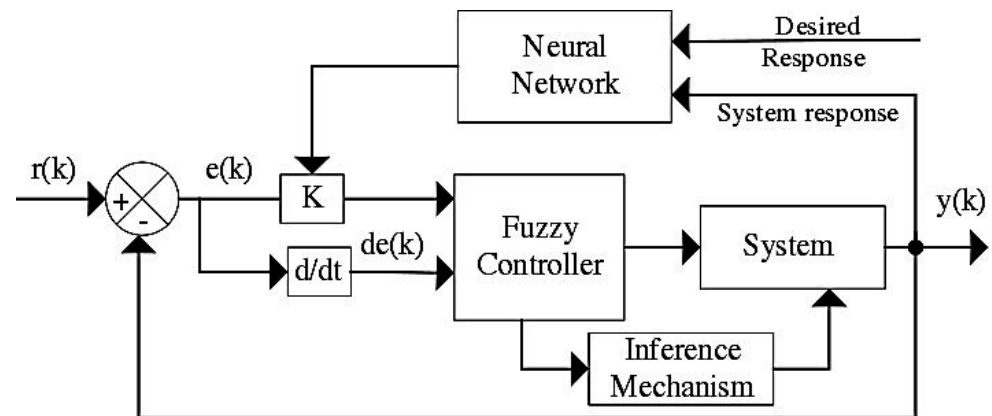 Neural
Network
Desired
Response
System response
r(k)
+
-
e(k)
K
d/dt
de(k)
Fuzzy
Controller
System
y(k)
Inference
Mechanism